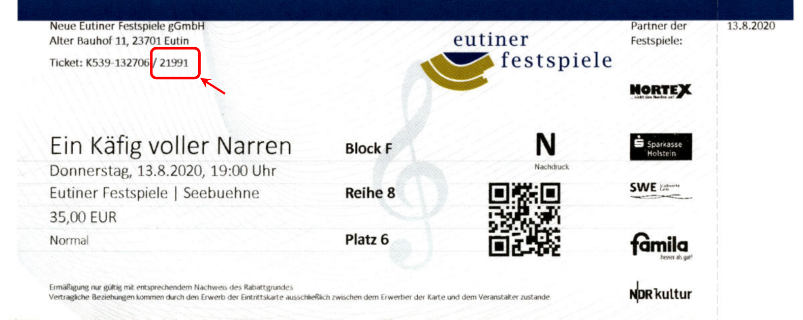 Neue Eutiner Festspiele gGmbH
Alter Bauhof 11, 23701 Eutin
Ticket: K539-132706 / 21991
eutiner
festspiele
Partner der
Festspiele:
13.8.2020
NORTEX
Ein Käfig voller Narren
Donnerstag, 13.8.2020, 19:00 Uhr
Eutiner Festspiele | Seebuehne
35,00 EUR
Normal
Block F
Reihe 8
Platz 6
N
Nachdruck
Sparkasse
Holstein
SWE
famila
besser als gut!
NDR kultur
Ermäßigung nur gültig mit entsprechendem Nachweis des Rabattgrundes
Vertragliche Beziehungen kommen durch den Erwerb der Eintrittskarte ausschließlich zwischen dem Erwerber der Karte und dem Veranstalter zustande